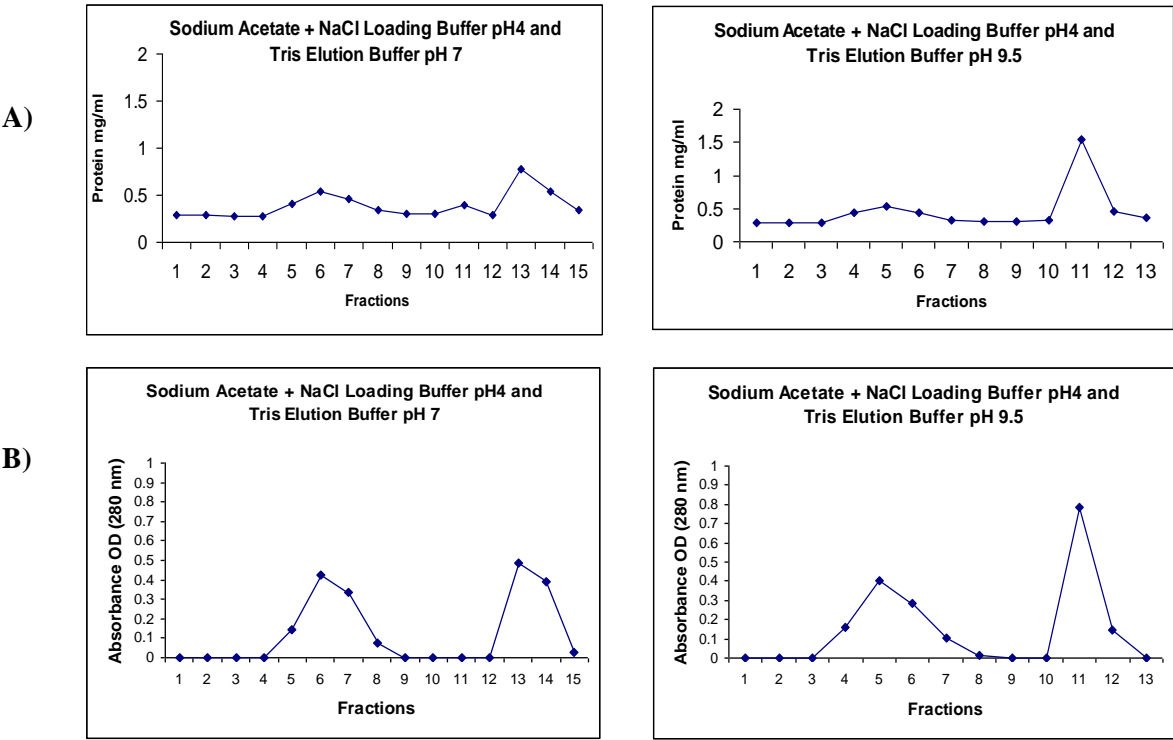 A)
Sodium Acetate + NaCl Loading Buffer pH4 and
Tris Elution Buffer pH 7
Protein mg/ml
2
1.5
1
0.5
0
1 2 3 4 5 6 7 8 9 10 11 12 13 14 15
Fractions
Sodium Acetate + NaCl Loading Buffer pH4 and
Tris Elution Buffer pH 9.5
Protein mg/ml
2
1.5
1
0.5
0
1 2 3 4 5 6 7 8 9 10 11 12 13
Fractions
B)
Sodium Acetate + NaCl Loading Buffer pH4 and
Tris Elution Buffer pH 7
Absorbance OD (280 nm)
1
0.9
0.8
0.7
0.6
0.5
0.4
0.3
0.2
0.1
0
1 2 3 4 5 6 7 8 9 10 11 12 13 14 15
Fractions
Sodium Acetate + NaCl Loading Buffer pH4 and
Tris Elution Buffer pH 9.5
Absorbance OD (280 nm)
1
0.9
0.8
0.7
0.6
0.5
0.4
0.3
0.2
0.1
0
1 2 3 4 5 6 7 8 9 10 11 12 13
Fractions